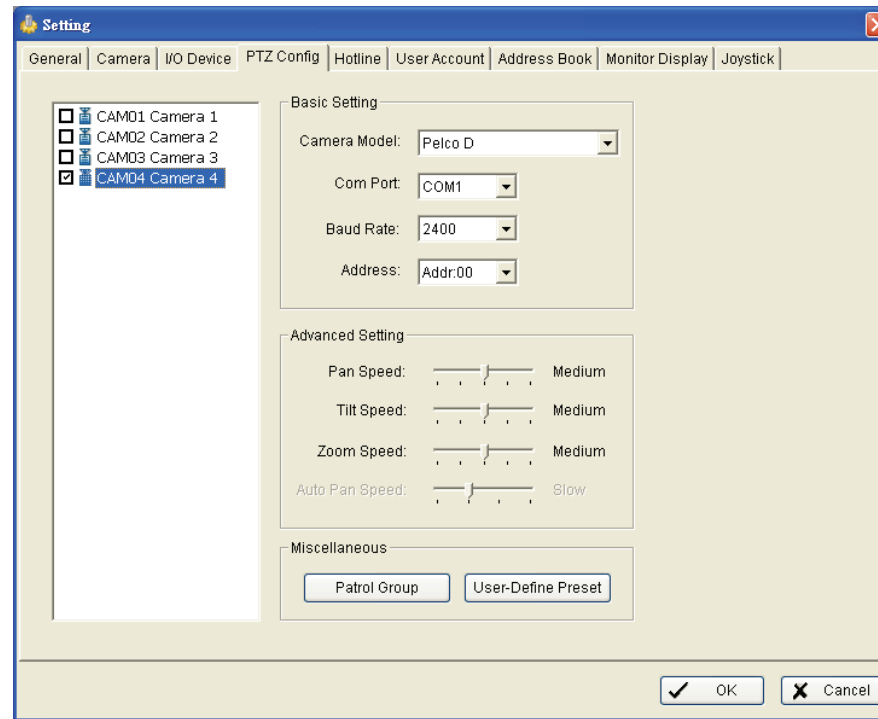 Setting
General Camera I/O Device PTZ Config Hotline User Account Address Book Monitor Display Joystick
CAM01 Camera 1
CAM02 Camera 2
CAM03 Camera 3
CAM04 Camera 4
Basic Setting
Camera Model: Pelco D
Com Port: COM1
Baud Rate: 2400
Address: Addr:00
Advanced Setting
Pan Speed: Medium
Tilt Speed: Medium
Zoom Speed: Medium
Auto Pan Speed: Slow
Miscellaneous
Patrol Group User-Define Preset
OK Cancel